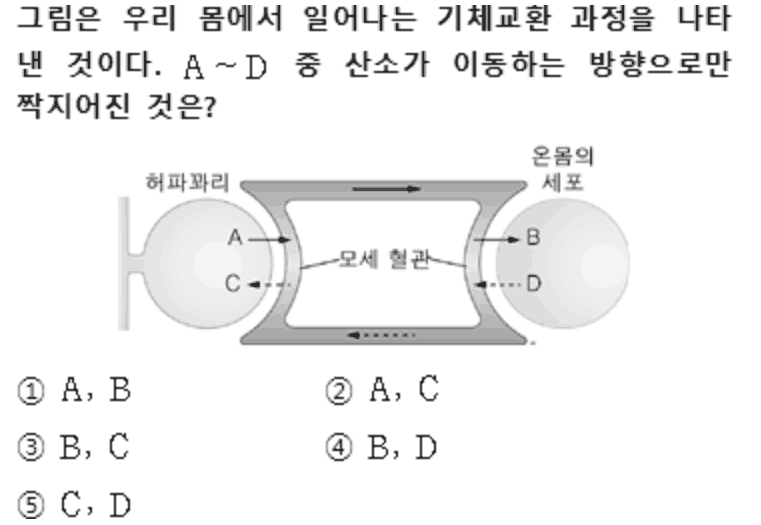 그림은 우리 몸에서 일어나는 기체교환 과정을 나타
낸 것이다. A ~ D 중 산소가 이동하는 방향으로만
짝지어진 것은?
온몸의
허파꽈리 세포
A B
모세 혈관
C D
① A, B ② A, C
③ B, C ④ B, D
⑤ C, D